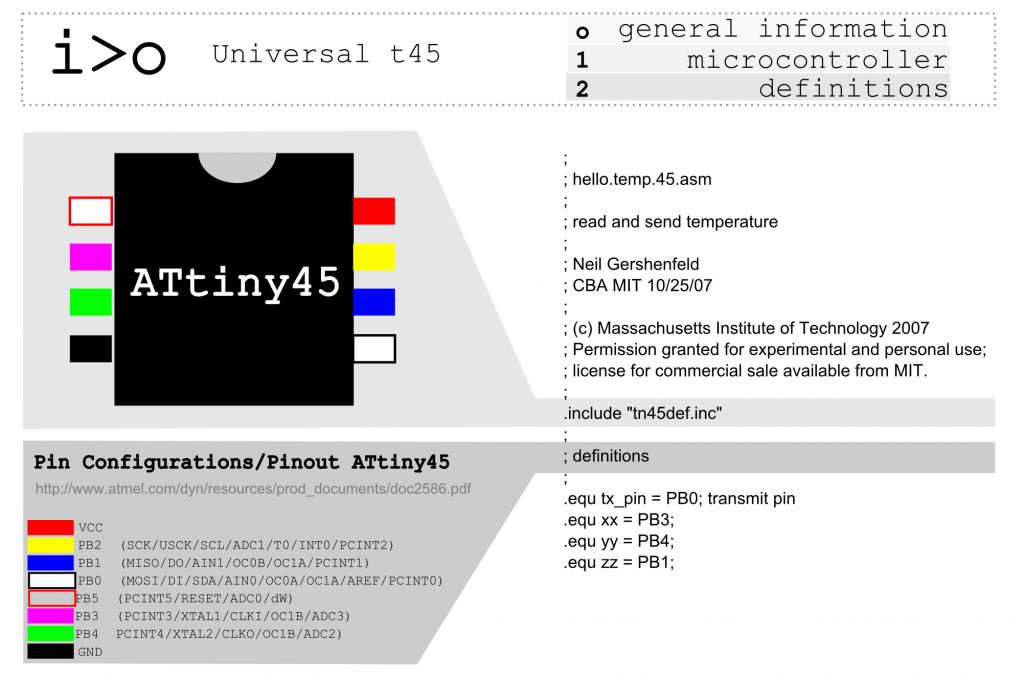 i>o
Universal t45
o general information
1 microcontroller
2 definitions
ATtiny45
;
; hello.temp.45.asm
;
; read and send temperature
;
; Neil Gershenfeld
; CBA MIT 10/25/07
;
; (c) Massachusetts Institute of Technology 2007
; Permission granted for experimental and personal use;
; license for commercial sale available from MIT.
;
.include "tn45def.inc"
;
; definitions
;
.equ tx_pin = PB0; transmit pin
.equ xx = PB3;
.equ yy = PB4;
.equ zz = PB1;
Pin Configurations/Pinout ATtiny45
http://www.atmel.com/dyn/resources/prod_documents/doc2586.pdf
VCC
PB2 (SCK/USCK/SCL/ADC1/T0/INT0/PCINT2)
PB1 (MISO/DO/AIN1/OC0B/OC1A/PCINT1)
PB0 (MOSI/DI/SDA/AIN0/OC0A/OC1A/AREF/PCINT0)
PB5 (PCINT5/RESET/ADC0/dW)
PB3 (PCINT3/XTAL1/CLKI/OC1B/ADC3)
PB4 PCINT4/XTAL2/CLKO/OC1B/ADC2)
GND